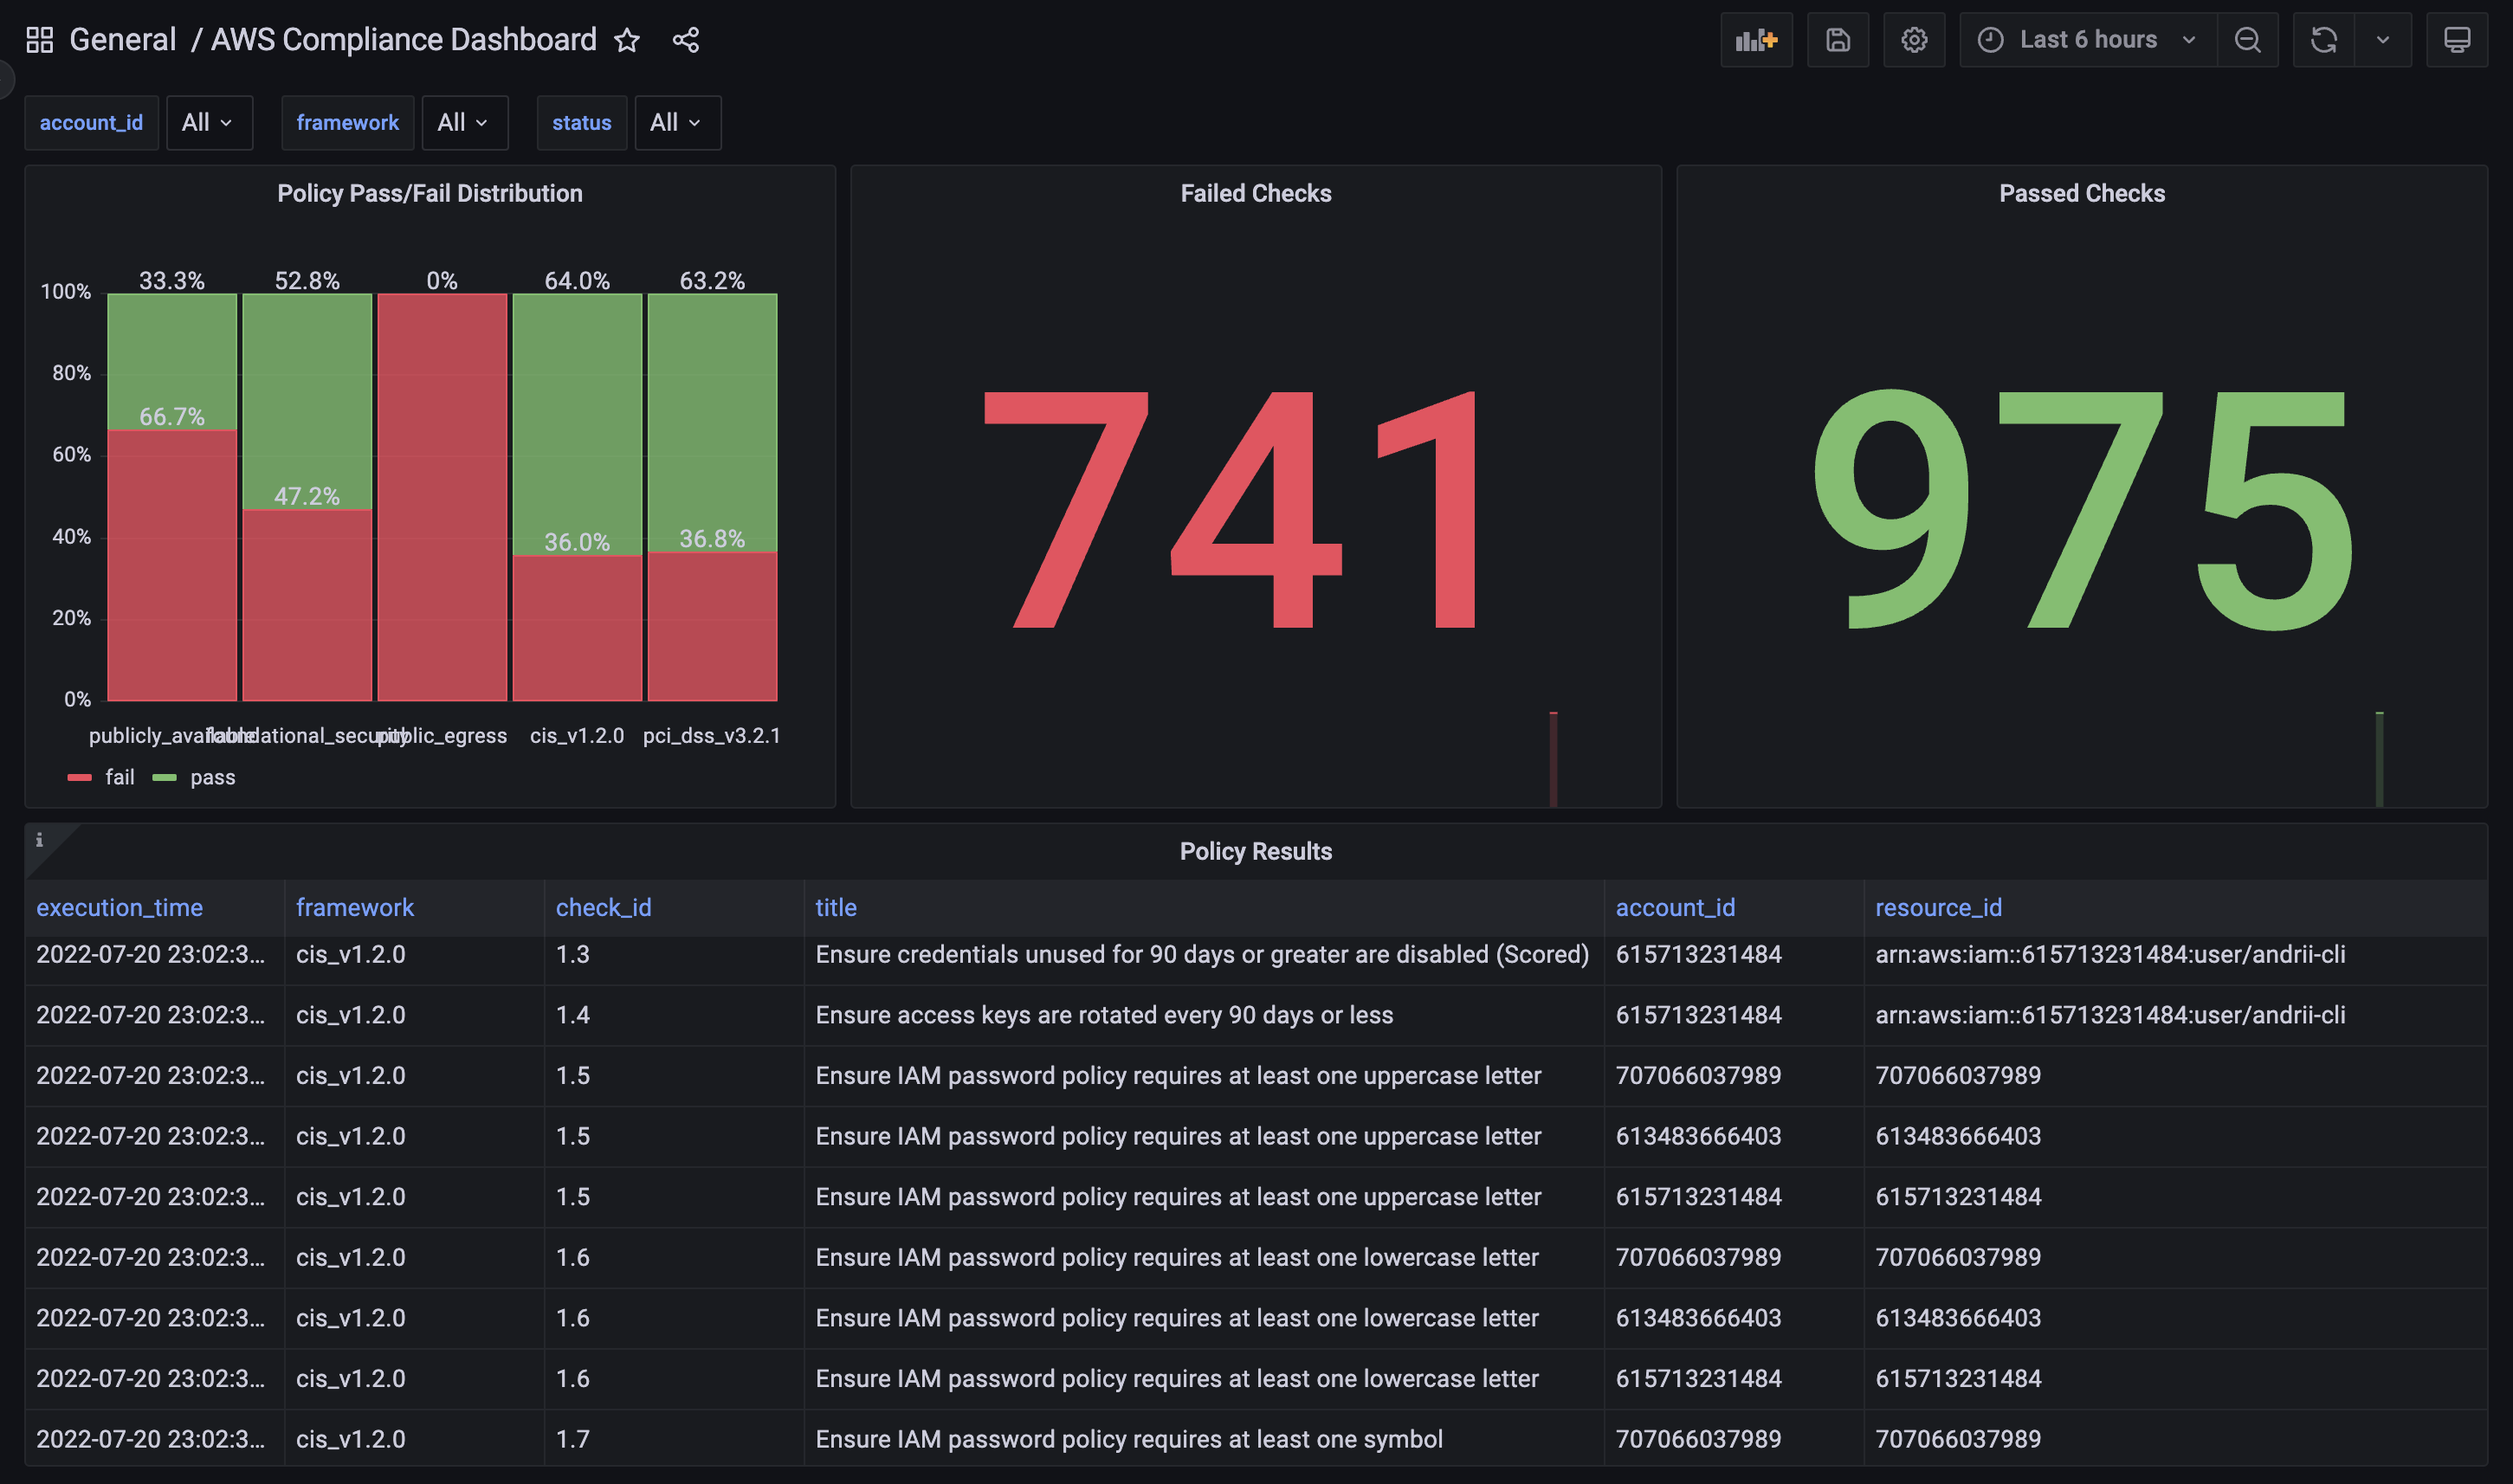 General / AWS Compliance Dashboard
Last 6 hours
account_id All framework All status All
Policy Pass/Fail Distribution
33.3% 52.8% 0% 64.0% 63.2%
100%
80%
66.7%
60%
47.2%
40%
36.0% 36.8%
20%
0%
publicly_available foundational_security public_egress cis_v1.2.0 pci_dss_v3.2.1
fail pass
Failed Checks
741
Passed Checks
975
i
Policy Results
execution_time framework check_id title account_id resource_id
2022-07-20 23:02:3... cis_v1.2.0 1.3 Ensure credentials unused for 90 days or greater are disabled (Scored) 615713231484 arn:aws:iam::615713231484:user/andrii-cli
2022-07-20 23:02:3... cis_v1.2.0 1.4 Ensure access keys are rotated every 90 days or less 615713231484 arn:aws:iam::615713231484:user/andrii-cli
2022-07-20 23:02:3... cis_v1.2.0 1.5 Ensure IAM password policy requires at least one uppercase letter 707066037989 707066037989
2022-07-20 23:02:3... cis_v1.2.0 1.5 Ensure IAM password policy requires at least one uppercase letter 613483666403 613483666403
2022-07-20 23:02:3... cis_v1.2.0 1.5 Ensure IAM password policy requires at least one uppercase letter 615713231484 615713231484
2022-07-20 23:02:3... cis_v1.2.0 1.6 Ensure IAM password policy requires at least one lowercase letter 707066037989 707066037989
2022-07-20 23:02:3... cis_v1.2.0 1.6 Ensure IAM password policy requires at least one lowercase letter 613483666403 613483666403
2022-07-20 23:02:3... cis_v1.2.0 1.6 Ensure IAM password policy requires at least one lowercase letter 615713231484 615713231484
2022-07-20 23:02:3... cis_v1.2.0 1.7 Ensure IAM password policy requires at least one symbol 707066037989 707066037989